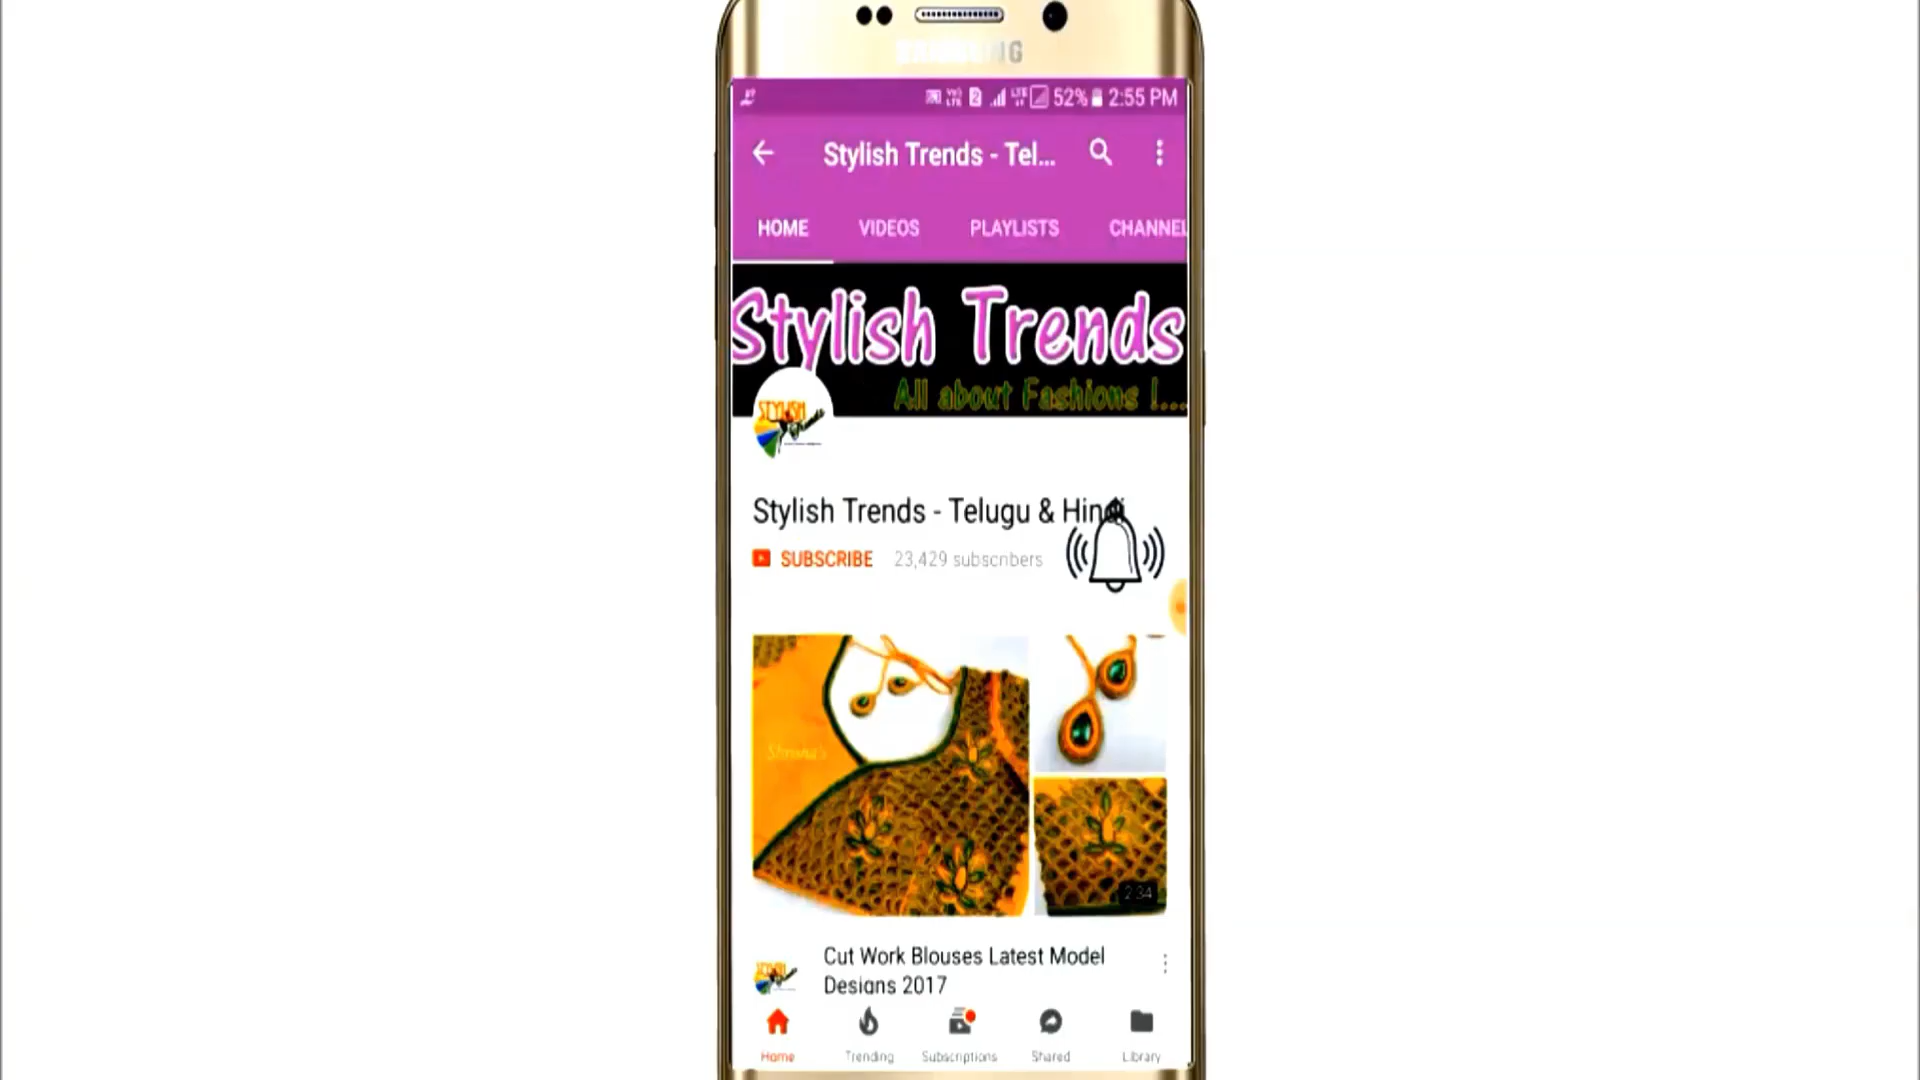 SAMSUNG
52% 2:55 PM
Stylish Trends - Tel...
HOME VIDEOS PLAYLISTS CHANNEL
Stylish Trends
All about Fashions !...
STYLISH
Stylish Trends - Telugu & Hindi
SUBSCRIBE 23,429 subscribers
2:34
Cut Work Blouses Latest Model
Designs 2017
Home Trending Subscriptions Shared Library